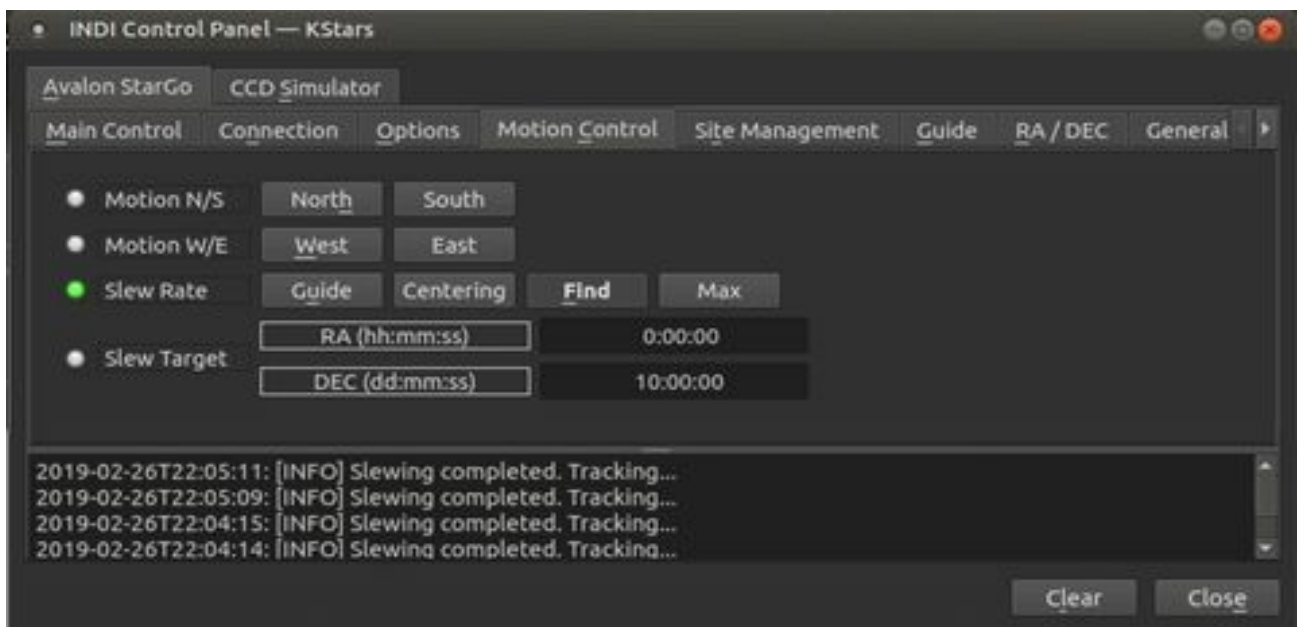 INDI Control Panel — KStars
Avalon StarGo CCD Simulator
Main Control Connection Options Motion Control Site Management Guide RA / DEC General
Motion N/S North South
Motion W/E West East
Slew Rate Guide Centering Find Max
RA (hh:mm:ss) 0:00:00
Slew Target
DEC (dd:mm:ss) 10:00:00
2019-02-26T22:05:11: [INFO] Slewing completed. Tracking...
2019-02-26T22:05:09: [INFO] Slewing completed. Tracking...
2019-02-26T22:04:15: [INFO] Slewing completed. Tracking...
2019-02-26T22:04:14: [INFO] Slewing completed. Tracking...
Clear Close